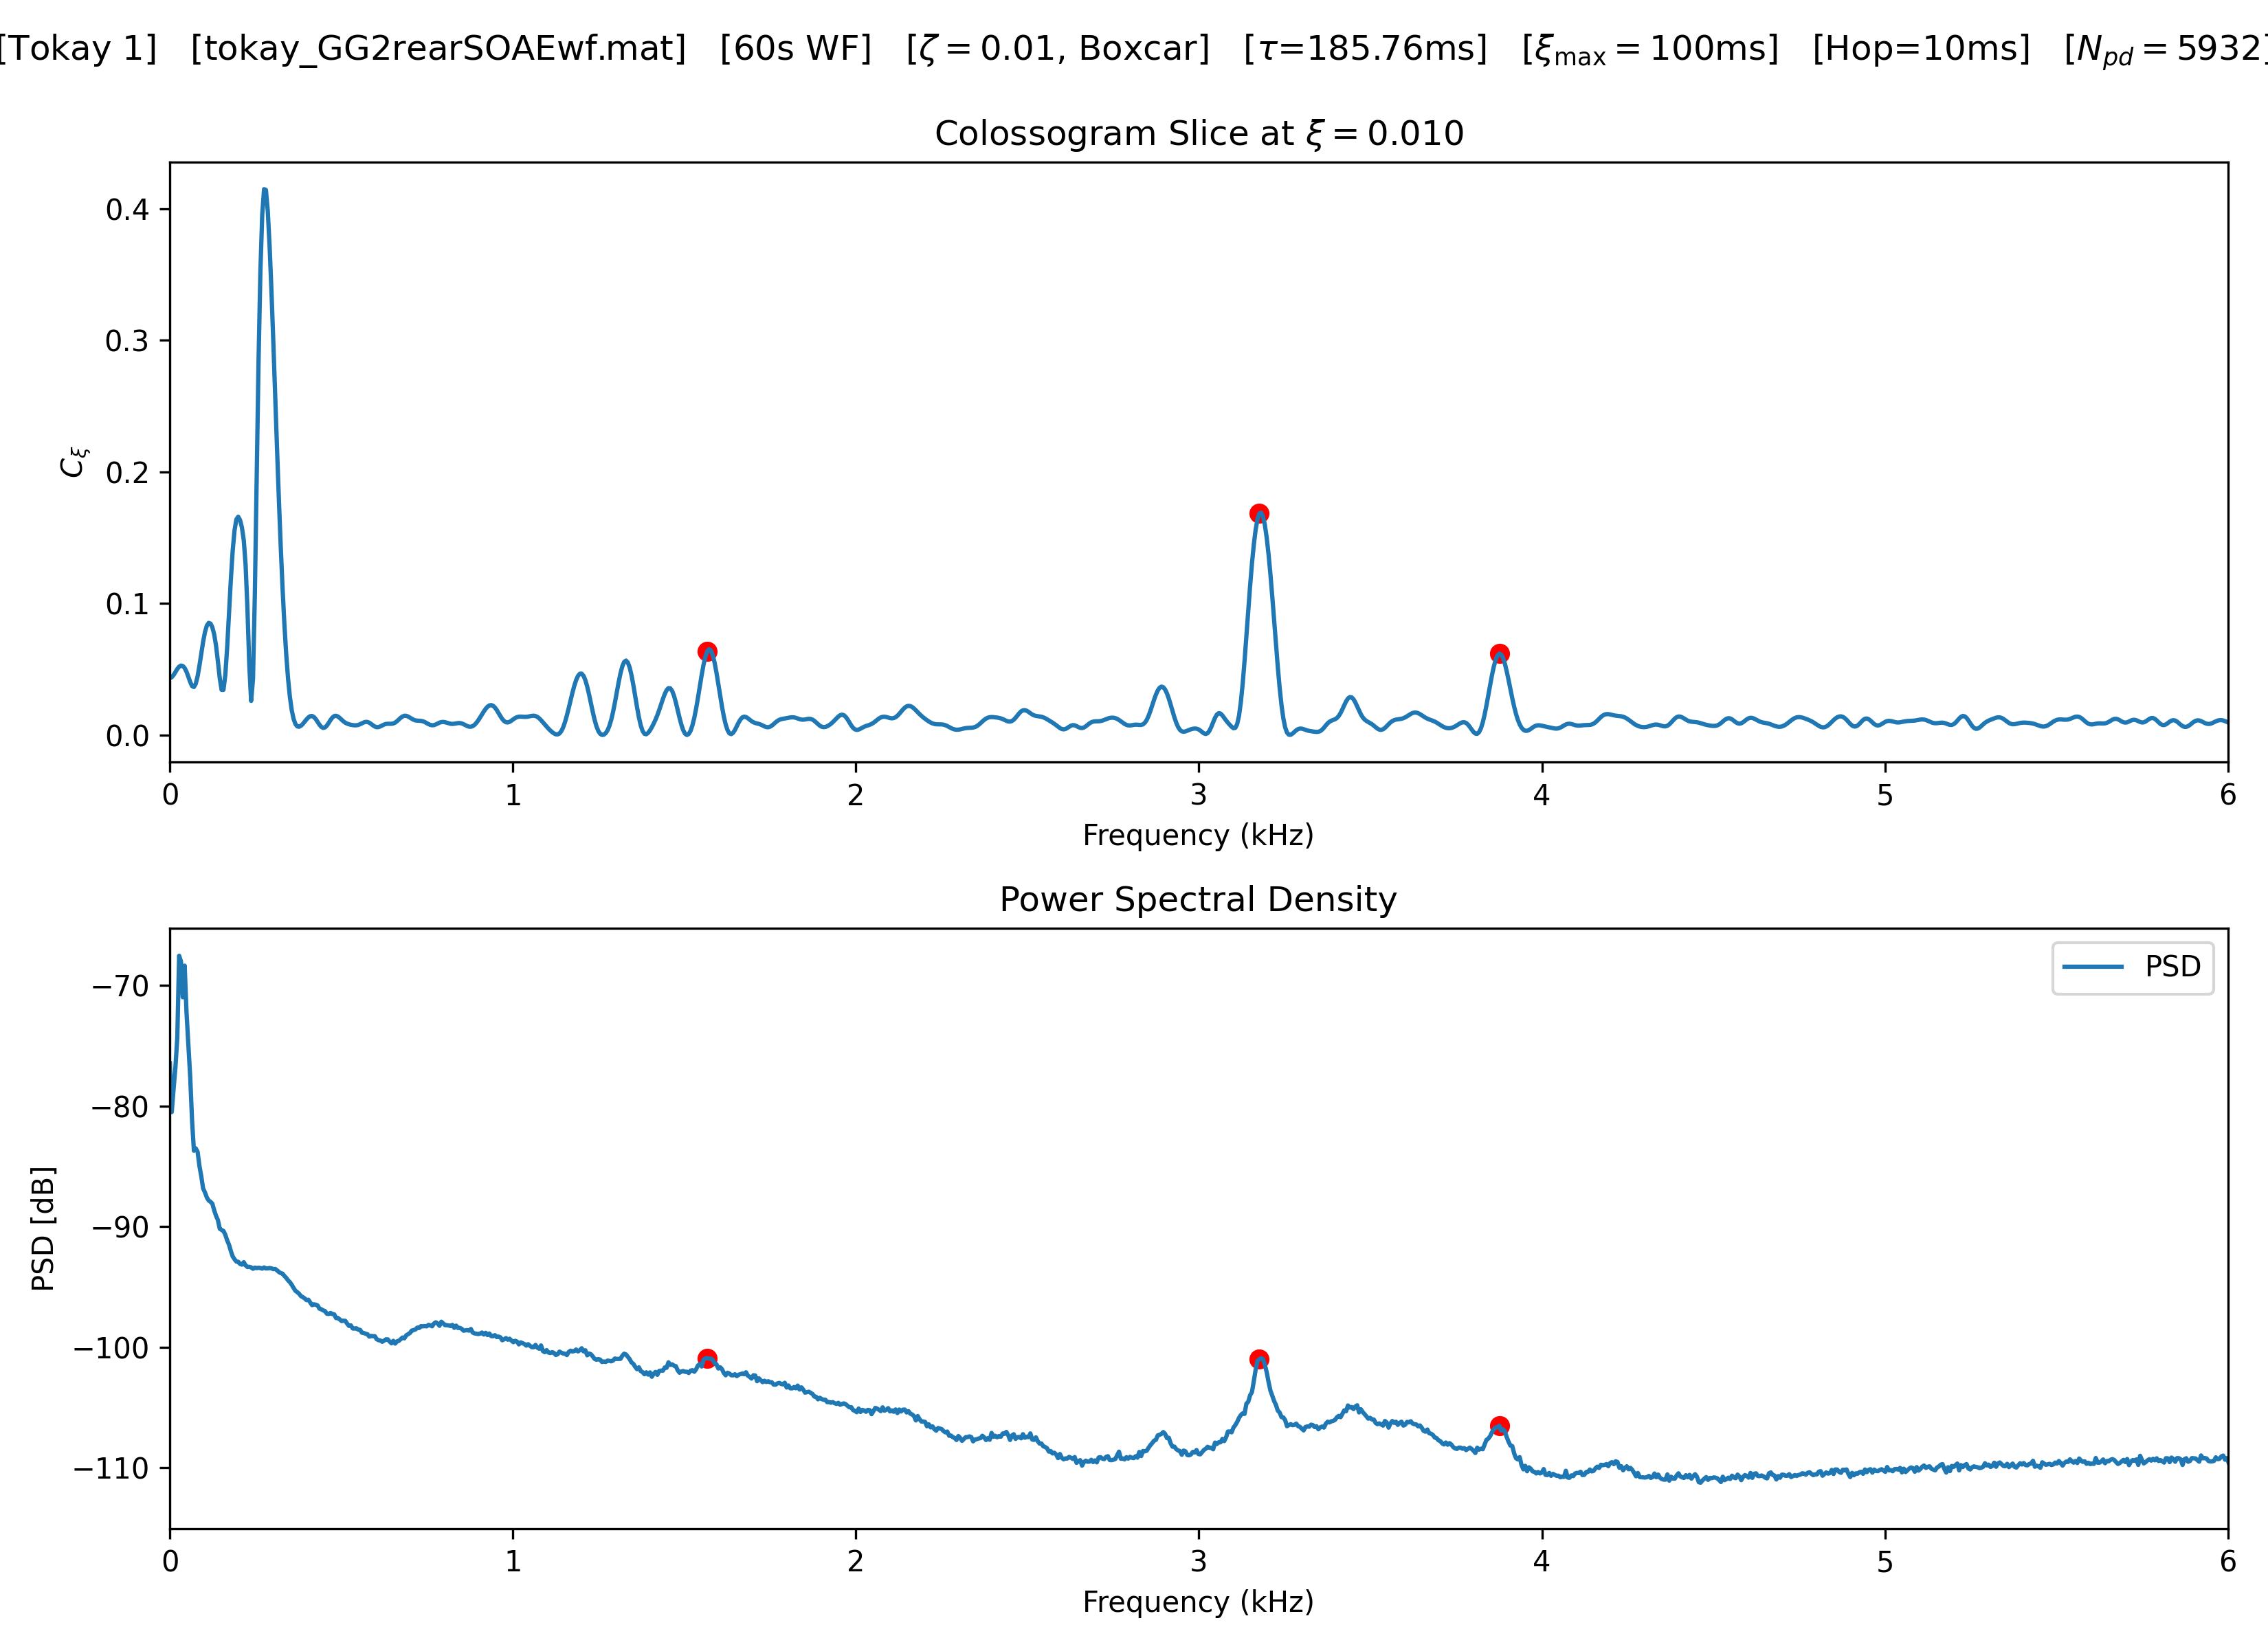 [Tokay 1] [tokay_GG2rearSOAEwf.mat] [60s WF] [ζ = 0.01, Boxcar] [τ=185.76ms] [ξmax = 100ms] [Hop=10ms] [Npd = 5932]
Colossogram Slice at ξ = 0.010
Cξ
0.4
0.3
0.2
0.1
0.0
0 1 2 3 4 5 6
Frequency (kHz)
Power Spectral Density
PSD
PSD [dB]
−70
−80
−90
−100
−110
0 1 2 3 4 5 6
Frequency (kHz)